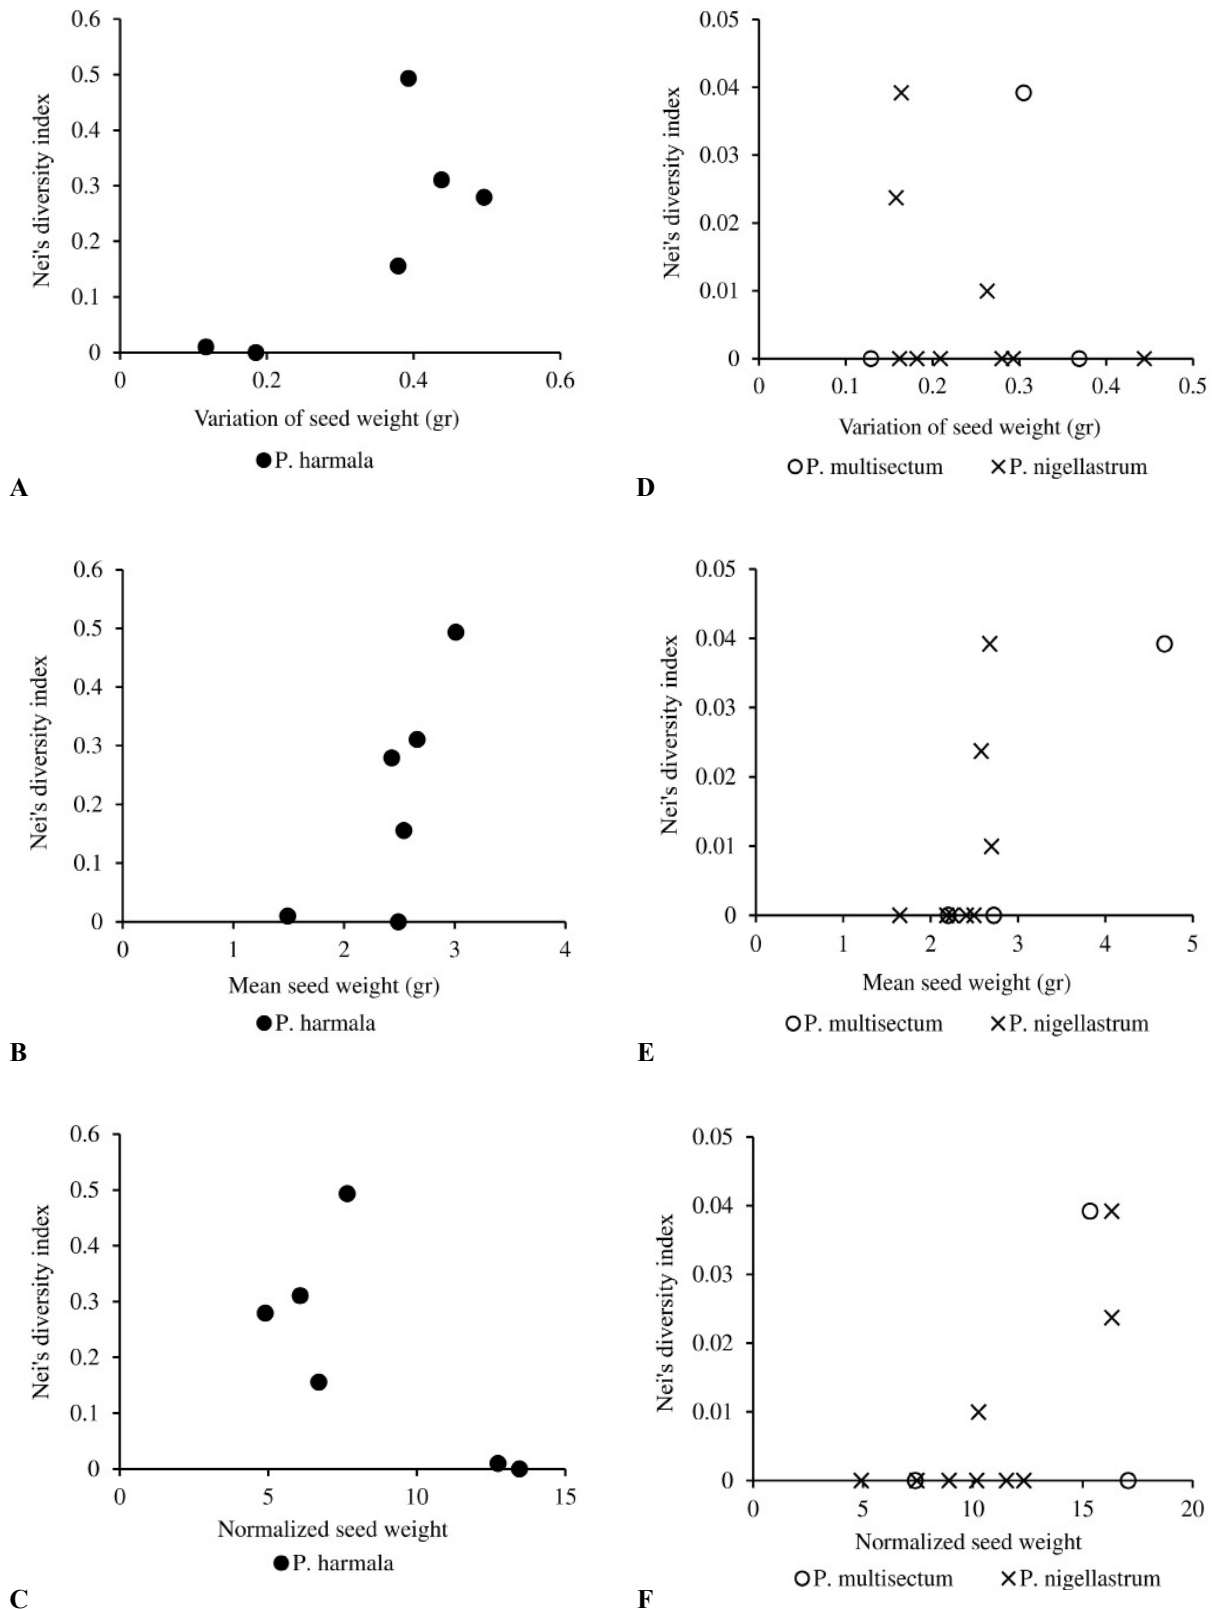 0.6
0.5
0.4
0.3
0.2
0.1
0
Nei's diversity index
0 0.2 0.4 0.6
Variation of seed weight (gr)
P. harmala
A
0.05
0.04
0.03
0.02
0.01
0
Nei's diversity index
0 0.1 0.2 0.3 0.4 0.5
Variation of seed weight (gr)
P. multisectum P. nigellastrum
D
0.6
0.5
0.4
0.3
0.2
0.1
0
Nei's diversity index
0 1 2 3 4
Mean seed weight (gr)
P. harmala
B
0.05
0.04
0.03
0.02
0.01
0
Nei's diversity index
0 1 2 3 4 5
Mean seed weight (gr)
P. multisectum P. nigellastrum
E
0.6
0.5
0.4
0.3
0.2
0.1
0
Nei's diversity index
0 5 10 15
Normalized seed weight
P. harmala
C
0.05
0.04
0.03
0.02
0.01
0
Nei's diversity index
0 5 10 15 20
Normalized seed weight
P. multisectum P. nigellastrum
F